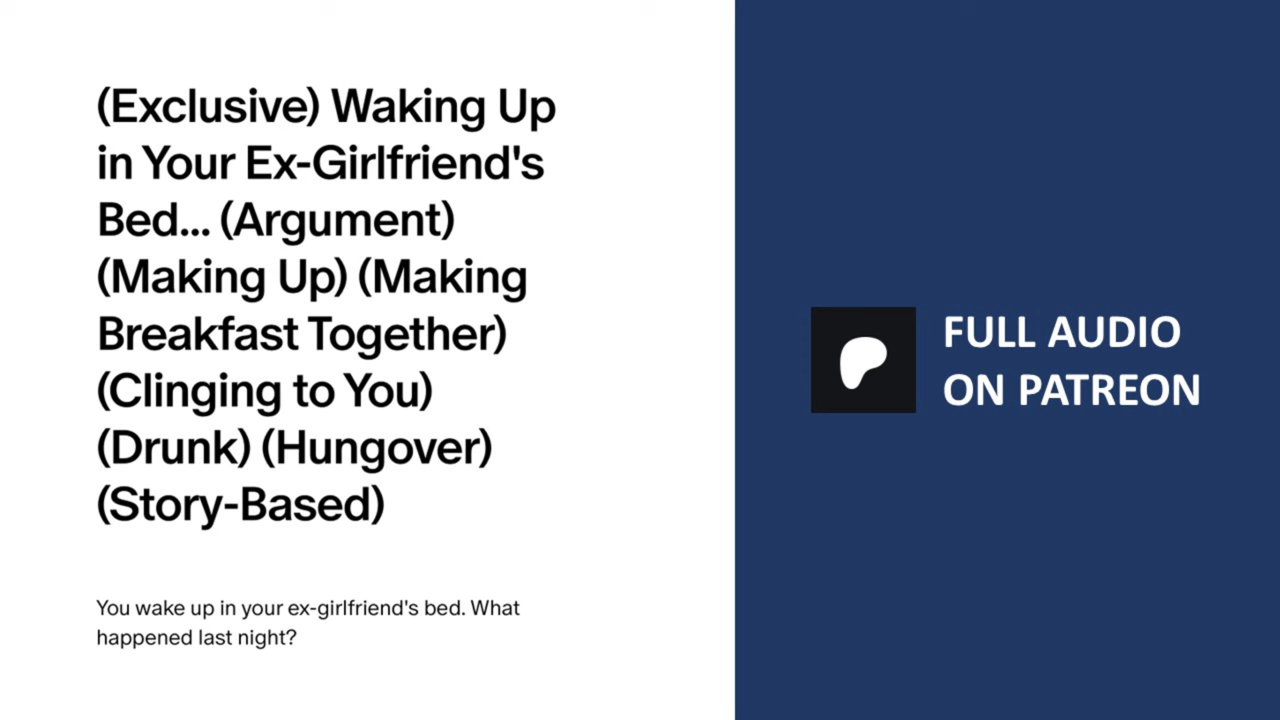 (Exclusive) Waking Up
in Your Ex-Girlfriend's
Bed... (Argument)
(Making Up) (Making
Breakfast Together)
(Clinging to You)
(Drunk) (Hungover)
(Story-Based)
You wake up in your ex-girlfriend's bed. What
happened last night?
FULL AUDIO
ON PATREON